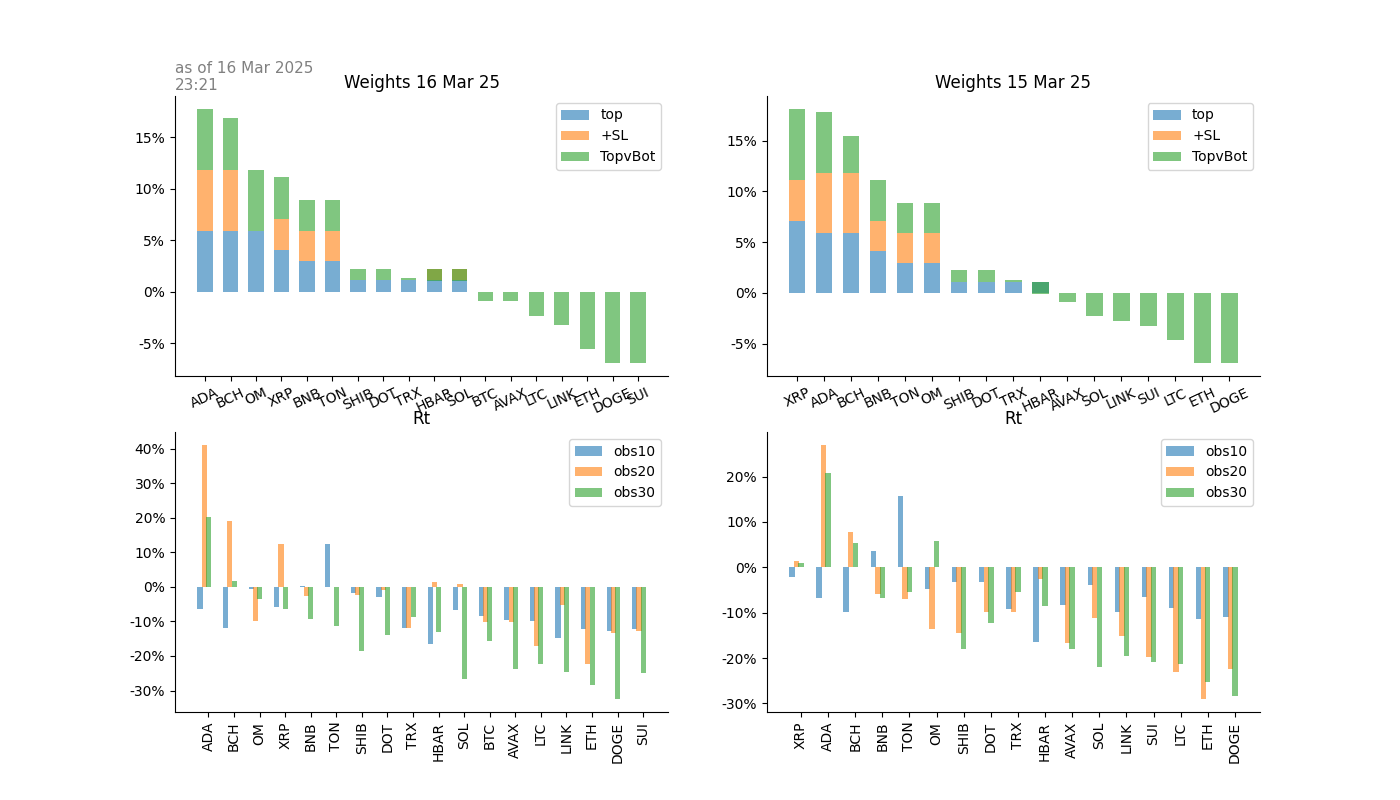 as of 16 Mar 2025
23:21
Weights 16 Mar 25
top
+SL
TopvBot
15%
10%
5%
0%
-5%
ADA BCH OM XRP BNB TON SHIB DOT TRX HBAR SOL BTC AVAX LTC LINK ETH DOGE SUI
Weights 15 Mar 25
top
+SL
TopvBot
15%
10%
5%
0%
-5%
XRP ADA BCH BNB TON OM SHIB DOT TRX HBAR AVAX SOL LINK SUI LTC ETH DOGE
Rt
obs10
obs20
obs30
40%
30%
20%
10%
0%
-10%
-20%
-30%
ADA BCH OM XRP BNB TON SHIB DOT TRX HBAR SOL BTC AVAX LTC LINK ETH DOGE SUI
Rt
obs10
obs20
obs30
20%
10%
0%
-10%
-20%
-30%
XRP ADA BCH BNB TON OM SHIB DOT TRX HBAR AVAX SOL LINK SUI LTC ETH DOGE